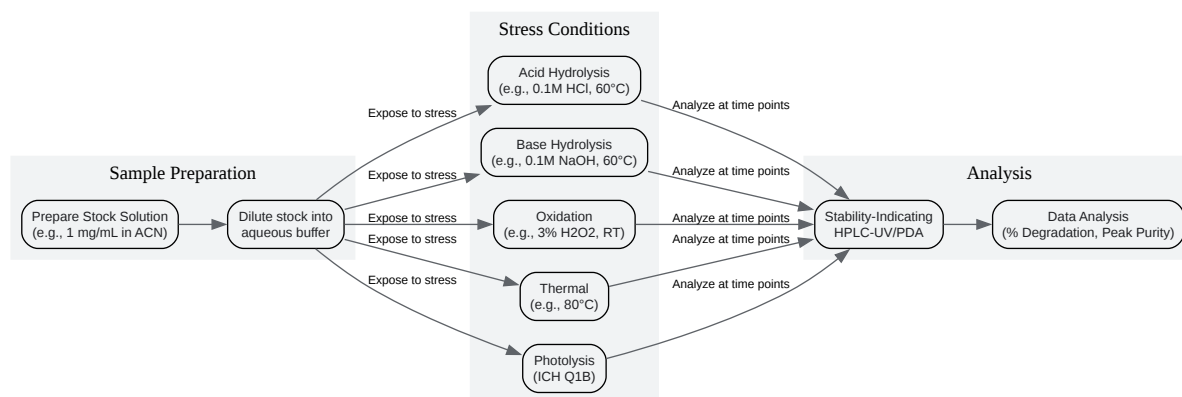 Stress Conditions
Acid Hydrolysis
(e.g., 0.1M HCl, 60°C)
Expose to stress
Analyze at time points
Base Hydrolysis
(e.g., 0.1M NaOH, 60°C)
Expose to stress
Analyze at time points
Sample Preparation
Analysis
Prepare Stock Solution
(e.g., 1 mg/mL in ACN)
Dilute stock into
aqueous buffer
Expose to stress
Oxidation
(e.g., 3% H2O2, RT)
Analyze at time points
Stability-Indicating
HPLC-UV/PDA
Data Analysis
(% Degradation, Peak Purity)
Expose to stress
Analyze at time points
Thermal
(e.g., 80°C)
Expose to stress
Analyze at time points
Photolysis
(ICH Q1B)